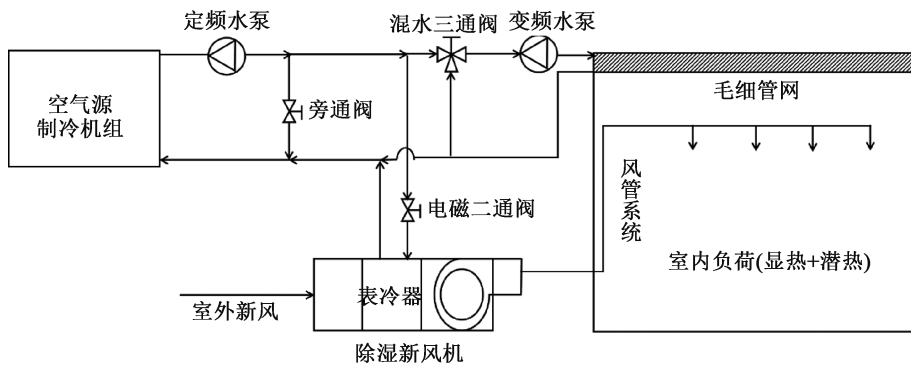 定频水泵
混水三通阀
变频水泵
空气源
制冷机组
旁通阀
毛细管网
风管系统
电磁二通阀
室内负荷(显热+潜热)
表冷器
室外新风
除湿新风机